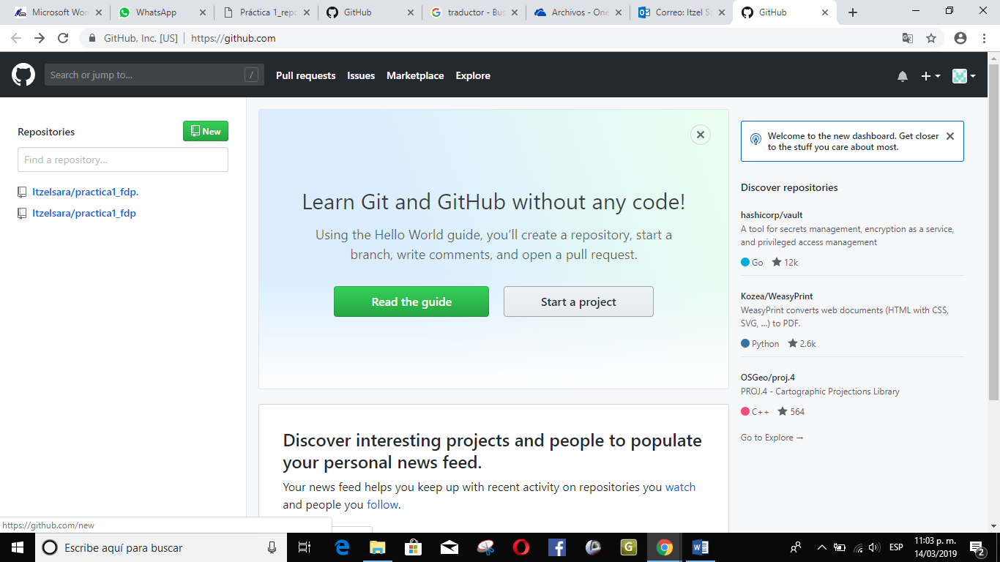 Microsoft Wor
WhatsApp
Práctica 1_repo
GitHub
traductor - Bus
Archivos - One
Correo: Itzel Sa
GitHub
GitHub, Inc. [US]
https://github.com
Search or jump to...
/
Pull requests
Issues
Marketplace
Explore
Repositories
New
Find a repository...
Itzelsara/practica1_fdp.
Itzelsara/practica1_fdp
Learn Git and GitHub without any code!
Using the Hello World guide, you’ll create a repository, start a
branch, write comments, and open a pull request.
Read the guide
Start a project
Discover interesting projects and people to populate
your personal news feed.
Your news feed helps you keep up with recent activity on repositories you watch
and people you follow.
Welcome to the new dashboard. Get closer
to the stuff you care about most.
Discover repositories
hashicorp/vault
A tool for secrets management, encryption as a service,
and privileged access management
Go
12k
Kozea/WeasyPrint
WeasyPrint converts web documents (HTML with CSS,
SVG, ...) to PDF.
Python
2.6k
OSGeo/proj.4
PROJ.4 - Cartographic Projections Library
C++
564
Go to Explore →
https://github.com/new
Escribe aquí para buscar
ESP
11:03 p. m.
14/03/2019
2